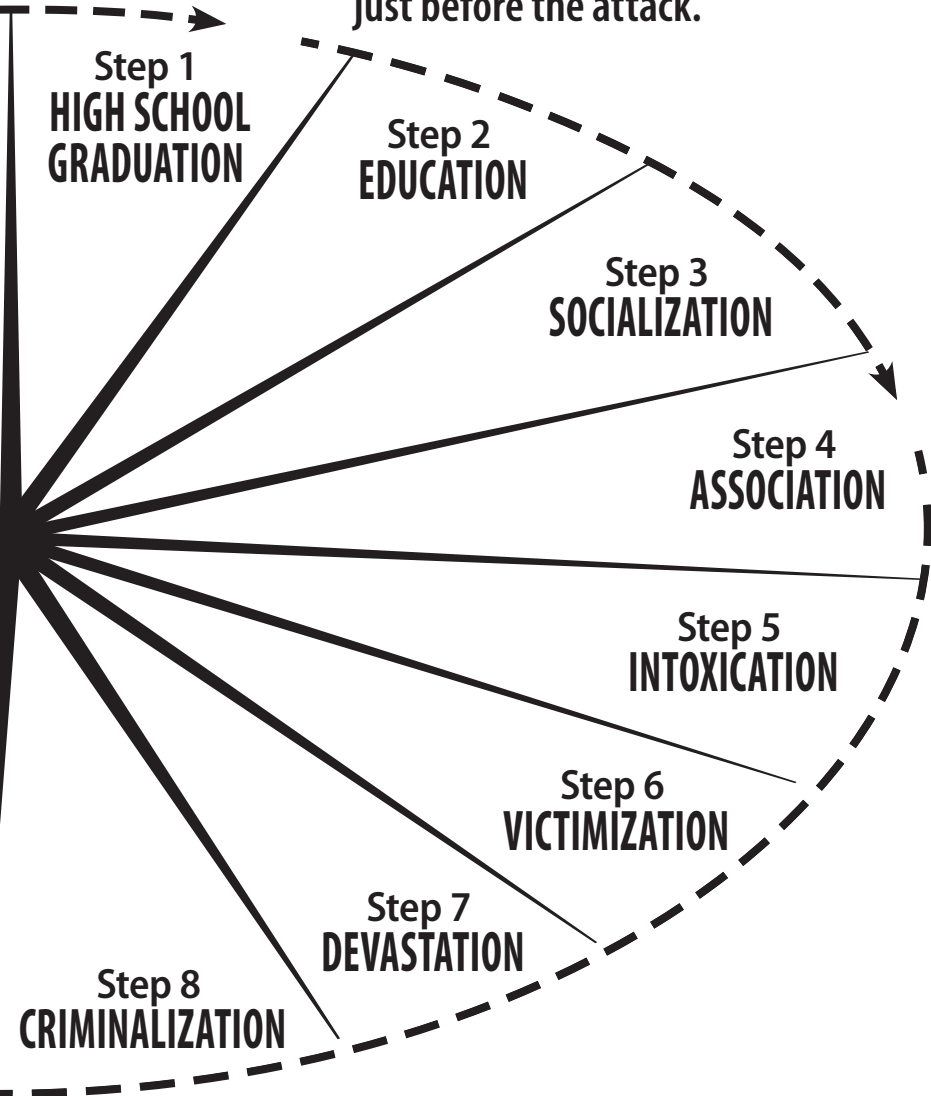 just before the attack.
Step 1
HIGH SCHOOL
GRADUATION
Step 2
EDUCATION
Step 3
SOCIALIZATION
Step 4
ASSOCIATION
Step 5
INTOXICATION
Step 6
VICTIMIZATION
Step 7
DEVASTATION
Step 8
CRIMINALIZATION